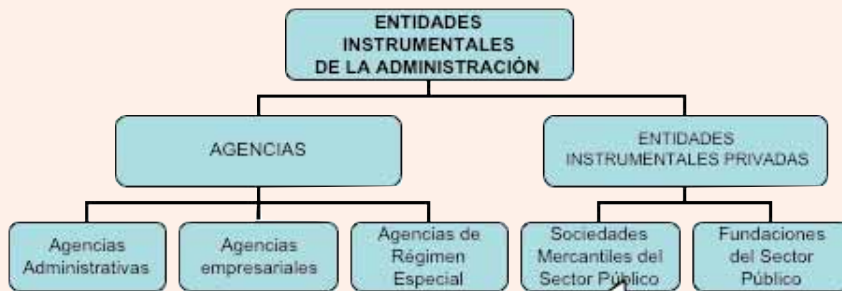 ENTIDADES
INSTRUMENTALES
DE LA ADMINISTRACIÓN
AGENCIAS
ENTIDADES
INSTRUMENTALES PRIVADAS
Agencias
Administrativas
Agencias
empresariales
Agencias de
Régimen
Especial
Sociedades
Mercantiles del
Sector Público
Fundaciones
del Sector
Público